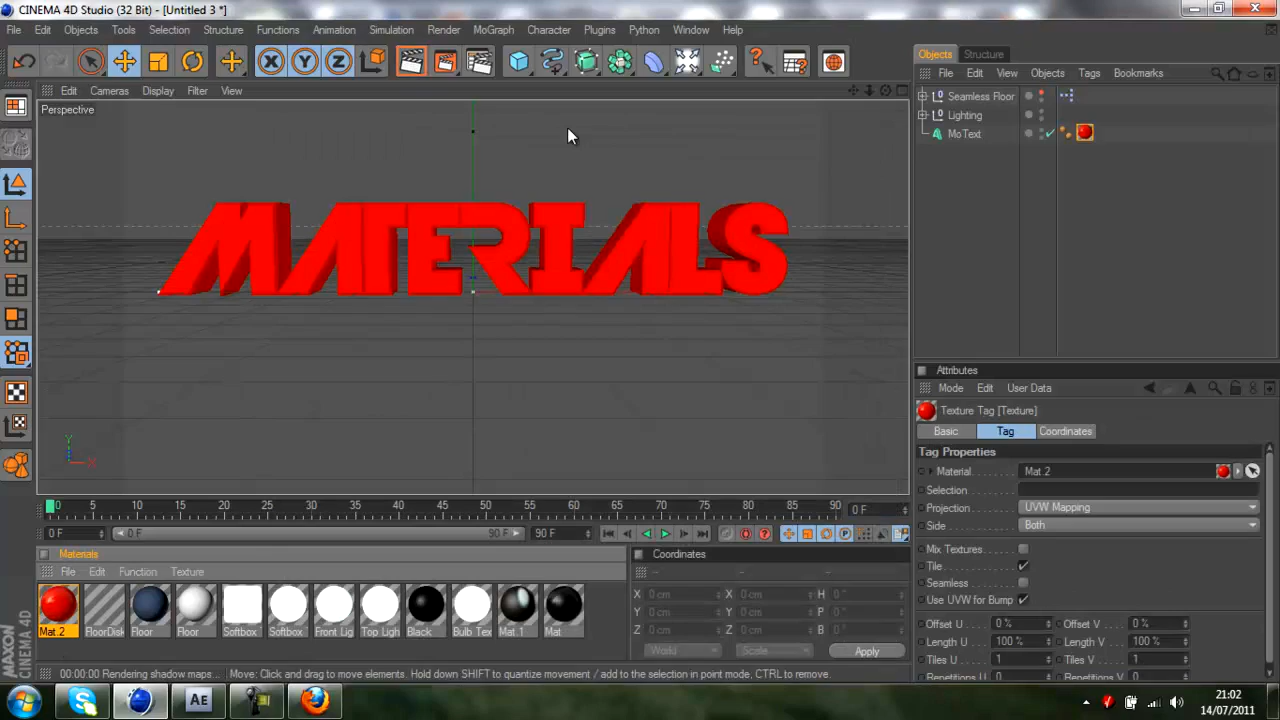 CINEMA 4D Studio (32 Bit) - [Untitled 3 *]
File Edit Objects Tools Selection Structure Functions Animation Simulation Render MoGraph Character Plugins Python Window Help
Objects Structure
Edit Cameras Display Filter View
File Edit View Objects Tags Bookmarks
Perspective
Seamless Floor
Lighting
MoText
MATERIALS
Attributes
Mode Edit User Data
Texture Tag [Texture]
Basic Tag Coordinates
Tag Properties
Material Mat.2
Selection
Projection UVW Mapping
Side Both
Mix Textures
Tile
Seamless
Use UVW for Bump
Offset U 0 % Offset V 0 %
Length U 100 % Length V 100 %
Tiles U 1 Tiles V 1
Repetitions U 0 Repetitions V 0
Y
X
0 5 10 15 20 25 30 35 40 45 50 55 60 65 70 75 80 85 90 0 F
0 F 0 F 90 F 90 F
Materials
File Edit Function Texture
Mat.2 FloorDisk Floor Floor Softbox Softbox Front Lig Top Ligh Black Bulb Tex Mat.1 Mat
Coordinates
-- -- --
X 0 cm X 0 cm H 0 °
Y 0 cm Y 0 cm P 0 °
Z 0 cm Z 0 cm B 0 °
World Scale Apply
MAXON CINEMA 4D
00:00:00 Rendering shadow maps... Move: Click and drag to move elements. Hold down SHIFT to quantize movement / add to the selection in point mode, CTRL to remove.
Ae
21:02
14/07/2011